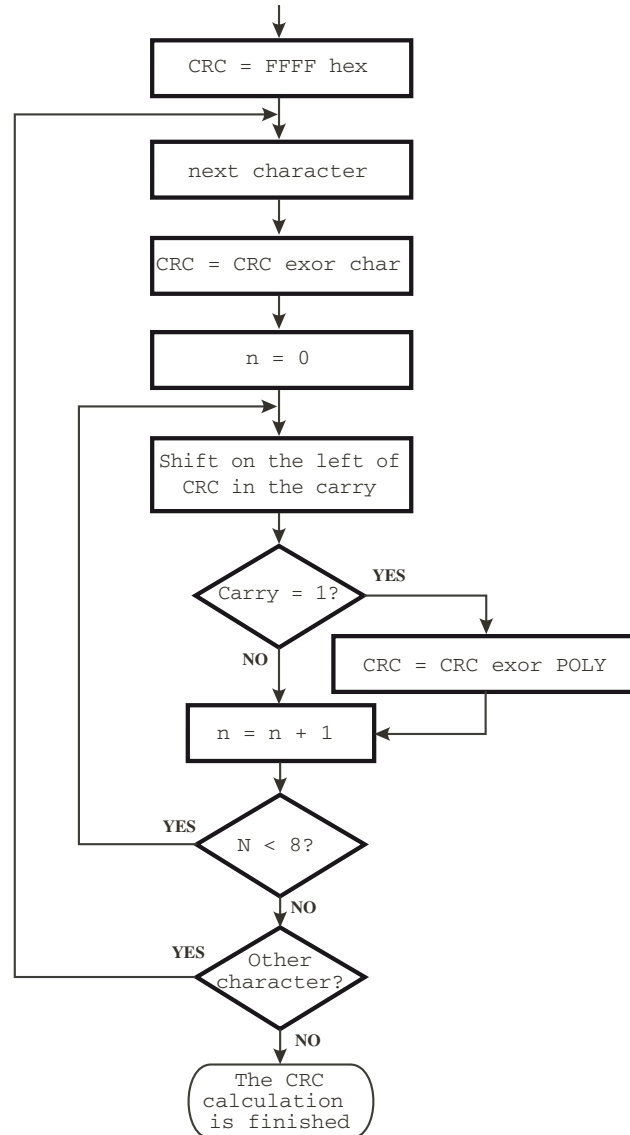 CRC = FFFF hex
next character
CRC = CRC exor char
n = 0
Shift on the left of
CRC in the carry
Carry = 1?
YES
NO
CRC = CRC exor POLY
n = n + 1
YES
N < 8?
NO
YES
Other
character?
NO
The CRC
calculation
is finished